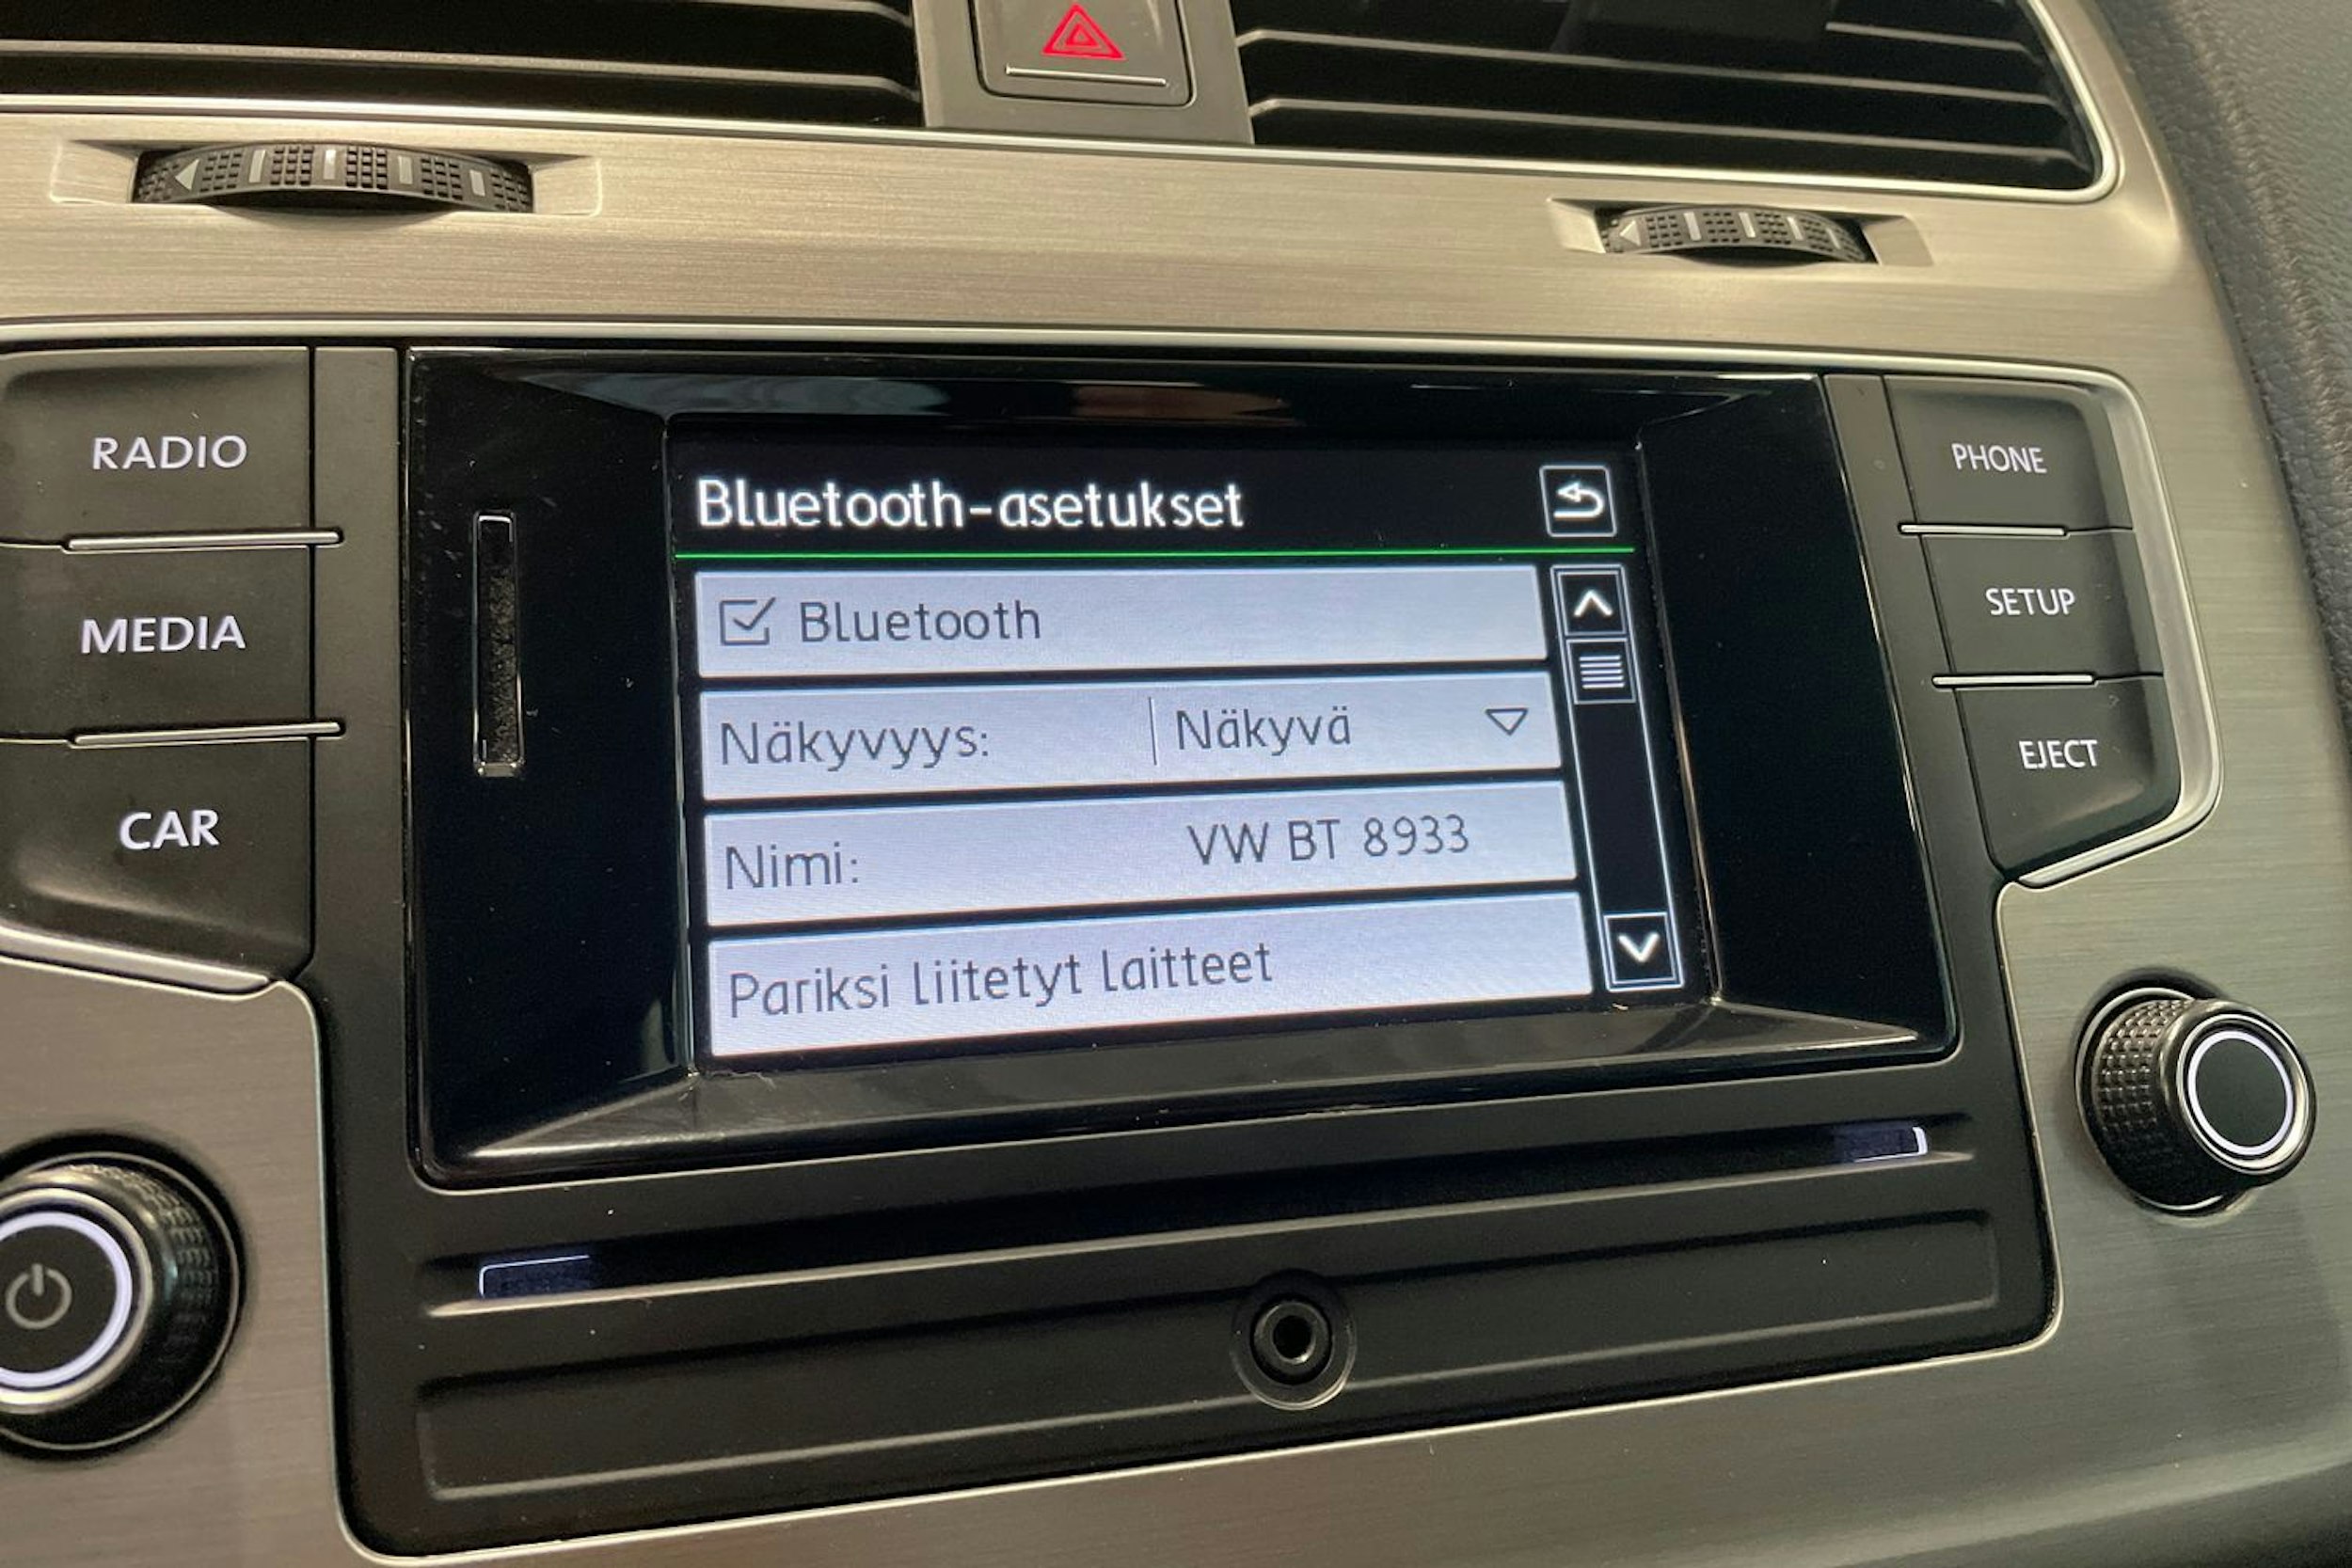 RADIO
MEDIA
CAR
Bluetooth-asetukset
Bluetooth
Näkyvyys: Näkyvä
Nimi: VW BT 8933
Pariksi liitetyt laitteet
PHONE
SETUP
EJECT